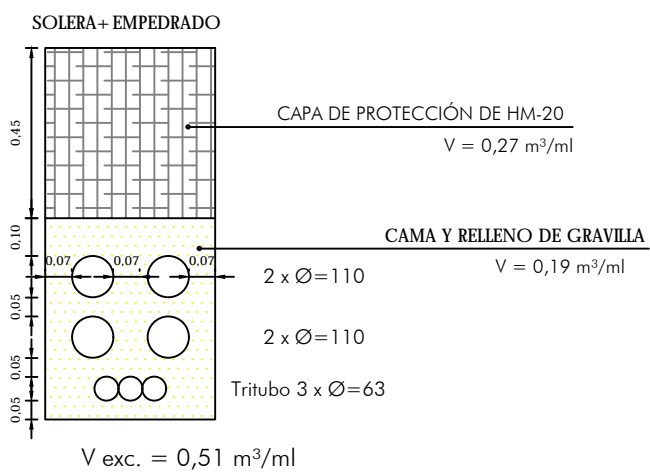 SOLERA+ EMPEDRADO
0,45
CAPA DE PROTECCIÓN DE HM-20
V = 0,27 m³/ml
0,10
CAMA Y RELLENO DE GRAVILLA
V = 0,19 m³/ml
0,07 0,07 0,07
2 x Ø=110
0,05
2 x Ø=110
0,05
Tritubo 3 x Ø=63
0,05
V exc. = 0,51 m³/ml